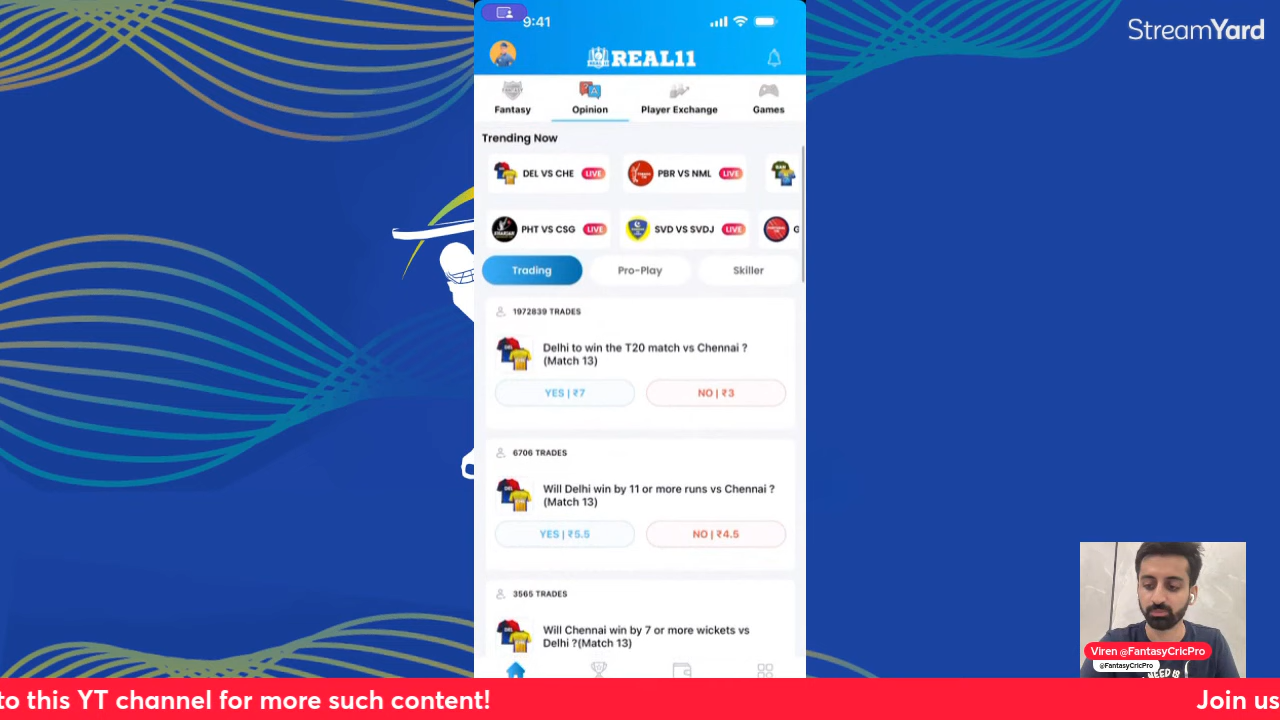 9:41
StreamYard
REAL11
Fantasy
Opinion
Player Exchange
Games
Trending Now
DEL VS CHE LIVE
PBR VS NML LIVE
PHT VS CSG LIVE
SVD VS SVDJ LIVE
G
Trading
Pro-Play
Skiller
1972839 TRADES
Delhi to win the T20 match vs Chennai ?
(Match 13)
YES | ₹7
NO | ₹3
6706 TRADES
Will Delhi win by 11 or more runs vs Chennai ?
(Match 13)
YES | ₹5.5
NO | ₹4.5
3565 TRADES
Will Chennai win by 7 or more wickets vs
Delhi ?(Match 13)
Viren @FantasyCricPro
@FantasyCricPro
to this YT channel for more such content!
Join us